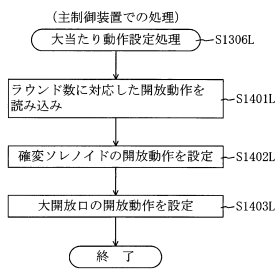 (主制御装置での処理)
大当たり動作設定処理
S1306L
ラウンド数に対応した開放動作を
読み込み
S1401L
確変ソレノイドの開放動作を設定
S1402L
大開放口の開放動作を設定
S1403L
終 了